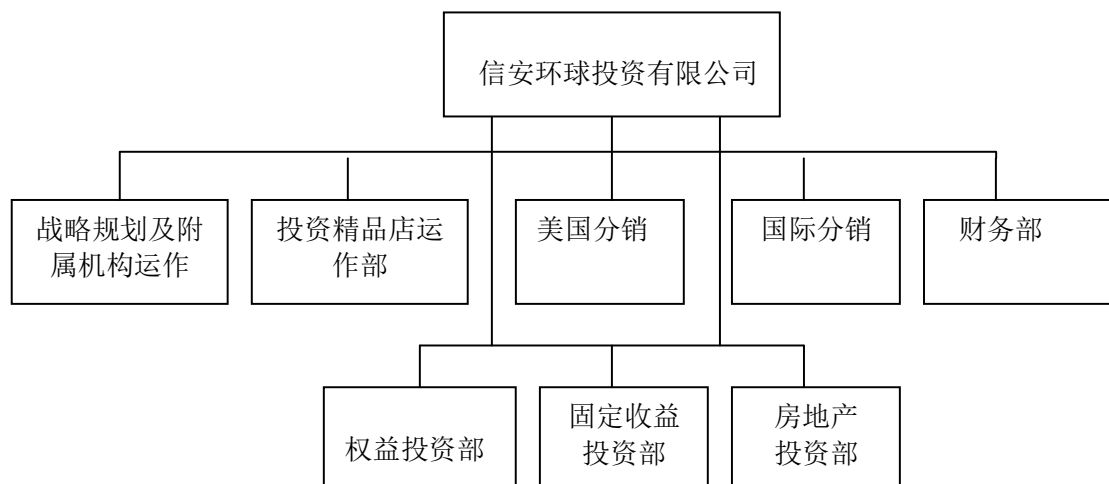 信安环球投资有限公司
战略规划及附
属机构运作
投资精品店运
作部
美国分销
国际分销
财务部
权益投资部
固定收益
投资部
房地产
投资部